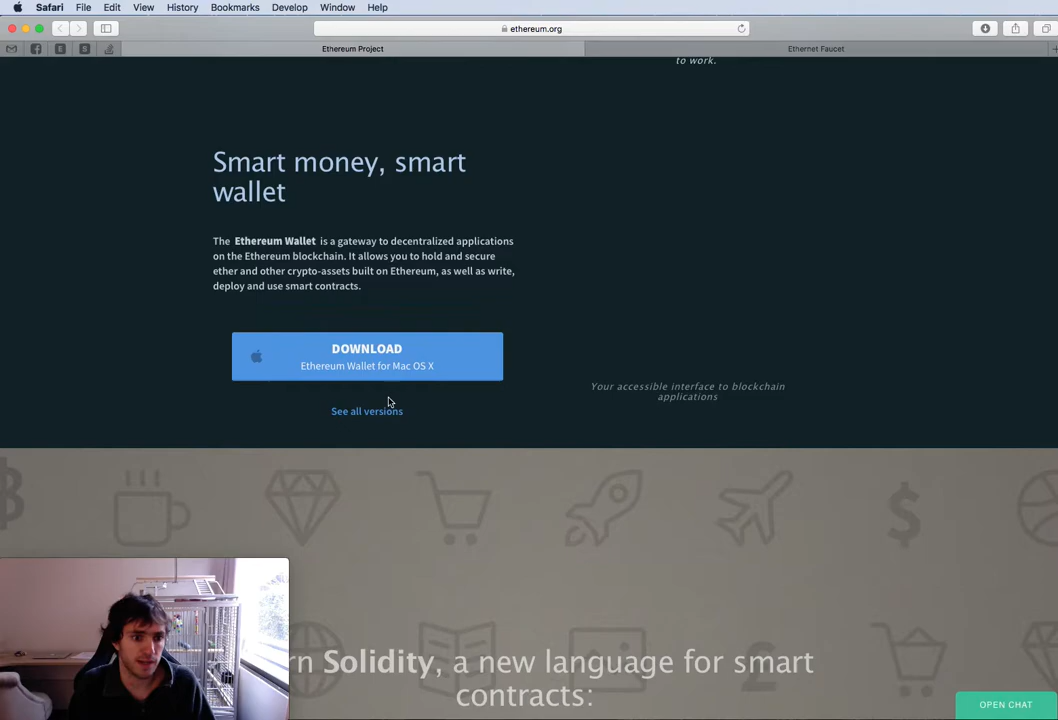 Safari File Edit View History Bookmarks Develop Window Help
ethereum.org
Ethereum Project Ethernet Faucet
to work.
Smart money, smart
wallet
The Ethereum Wallet is a gateway to decentralized applications
on the Ethereum blockchain. It allows you to hold and secure
ether and other crypto-assets built on Ethereum, as well as write,
deploy and use smart contracts.
DOWNLOAD
Ethereum Wallet for Mac OS X
See all versions
Your accessible interface to blockchain
applications
rn Solidity, a new language for smart
contracts:
OPEN CHAT